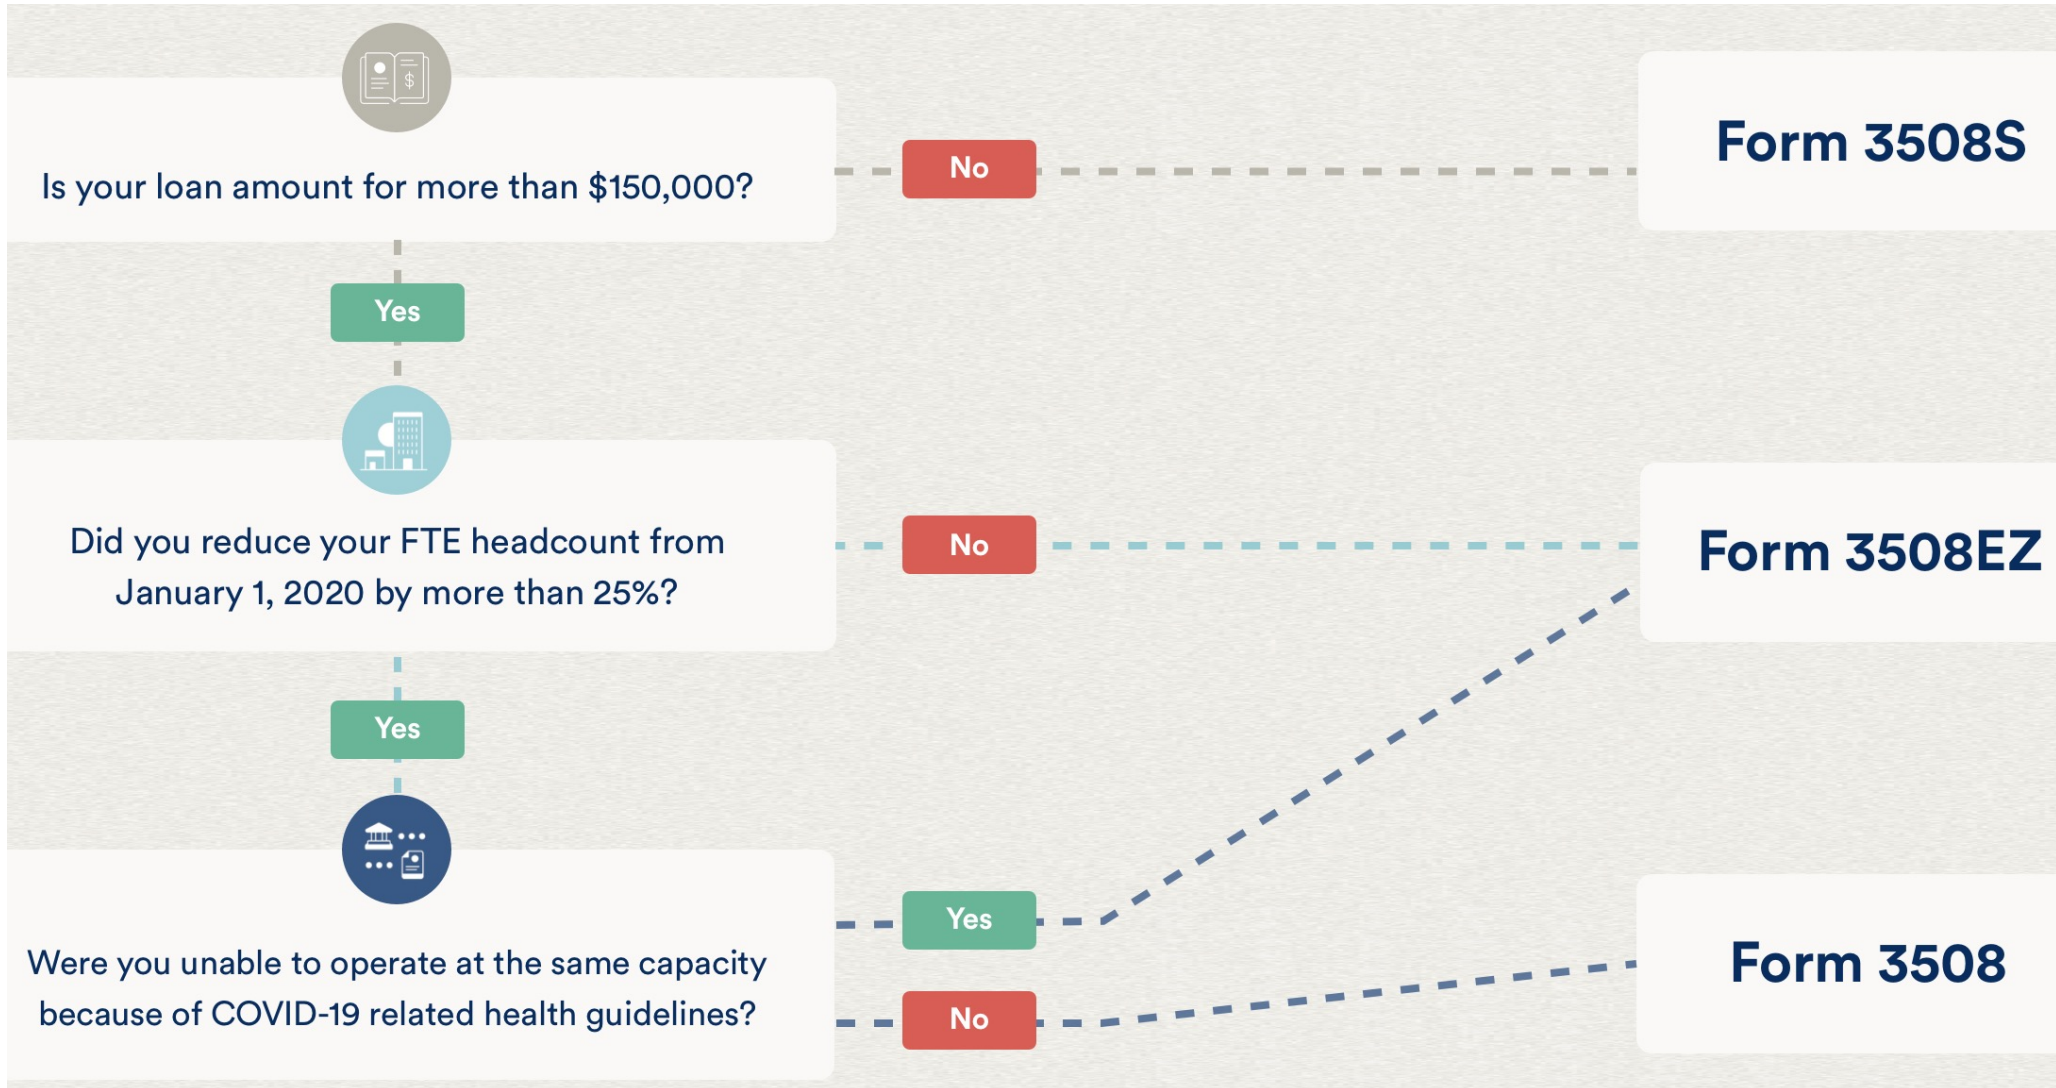 Is your loan amount for more than $150,000?
No
Form 3508S
Yes
Did you reduce your FTE headcount from
January 1, 2020 by more than 25%?
No
Form 3508EZ
Yes
Were you unable to operate at the same capacity
because of COVID-19 related health guidelines?
Yes
No
Form 3508